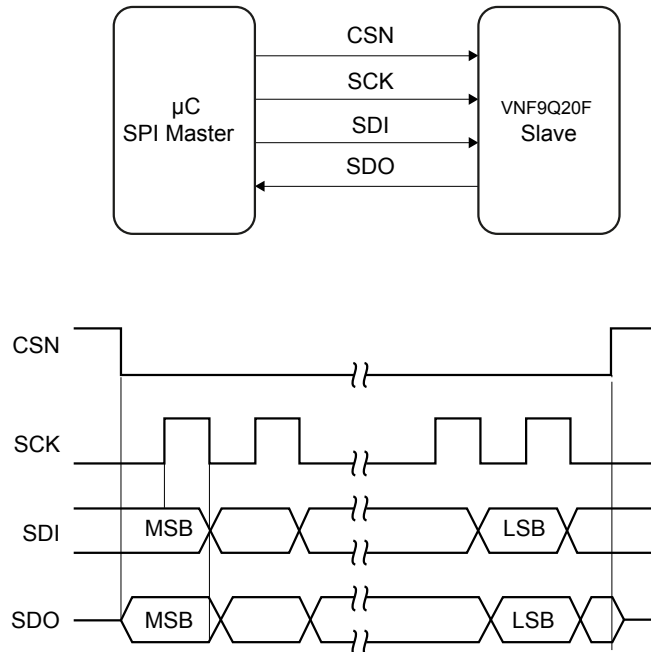 CSN
SCK
SDI
SDO
µC
SPI Master
VNF9Q20F
Slave
CSN
SCK
SDI
MSB
LSB
SDO
MSB
LSB